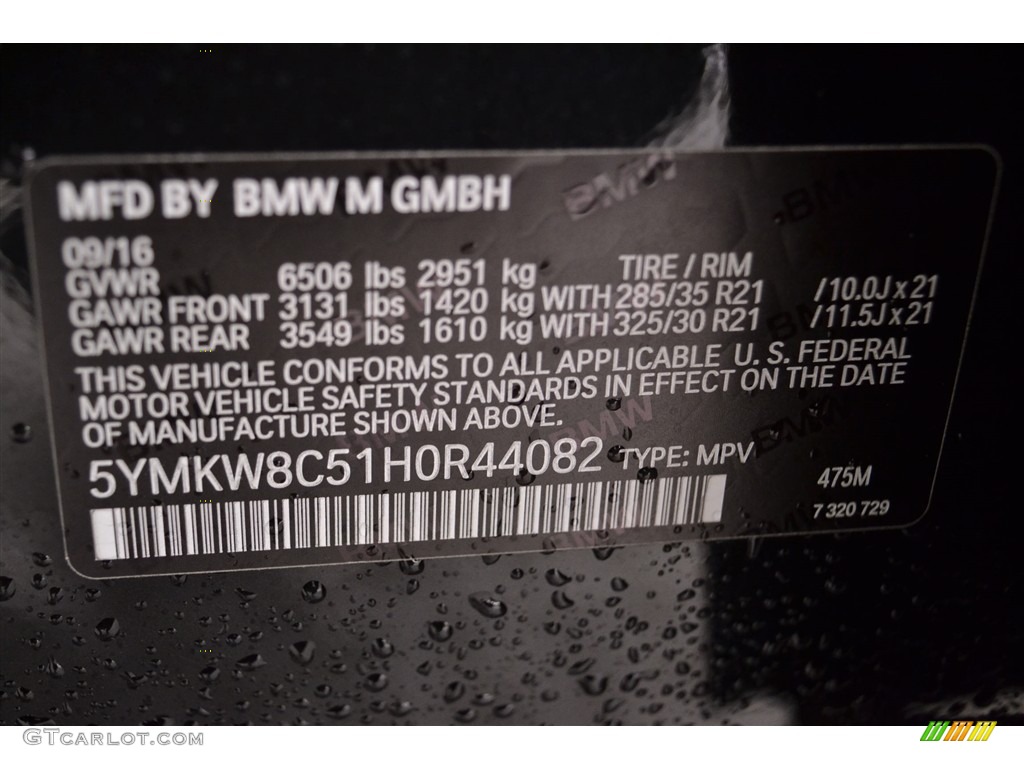 MFD BY BMW M GMBH
09/16
GVWR 6506 lbs 2951 kg TIRE / RIM
GAWR FRONT 3131 lbs 1420 kg WITH 285/35 R21 /10.0J x 21
GAWR REAR 3549 lbs 1610 kg WITH 325/30 R21 /11.5J x 21
THIS VEHICLE CONFORMS TO ALL APPLICABLE U. S. FEDERAL
MOTOR VEHICLE SAFETY STANDARDS IN EFFECT ON THE DATE
OF MANUFACTURE SHOWN ABOVE.
5YMKW8C51H0R44082 TYPE: MPV
475M
7 320 729
BMW
BMW
BMW
GTCarlot.com